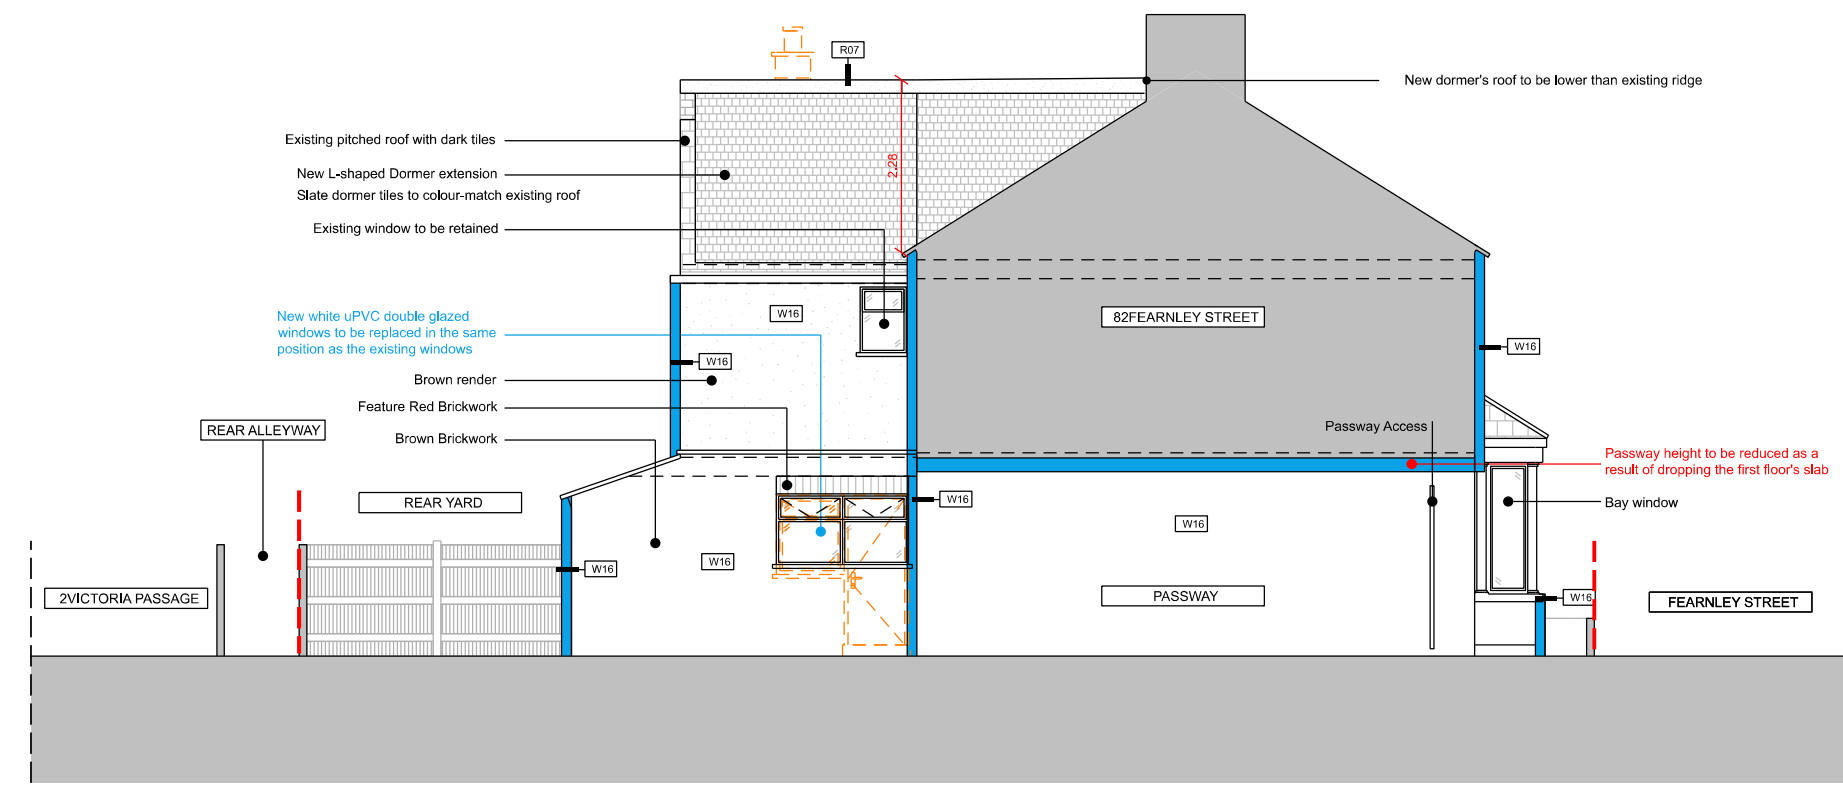 R07
New dormer's roof to be lower than existing ridge
Existing pitched roof with dark tiles
New L-shaped Dormer extension
Slate dormer tiles to colour-match existing roof
2.28
Existing window to be retained
New white uPVC double glazed
windows to be replaced in the same
position as the existing windows
W16
82FEARNLEY STREET
W16
W16
Brown render
Feature Red Brickwork
Brown Brickwork
REAR ALLEYWAY
Passway Access
Passway height to be reduced as a
result of dropping the first floor's slab
REAR YARD
W16
Bay window
W16
W16
W16
2VICTORIA PASSAGE
PASSWAY
W16
FEARNLEY STREET